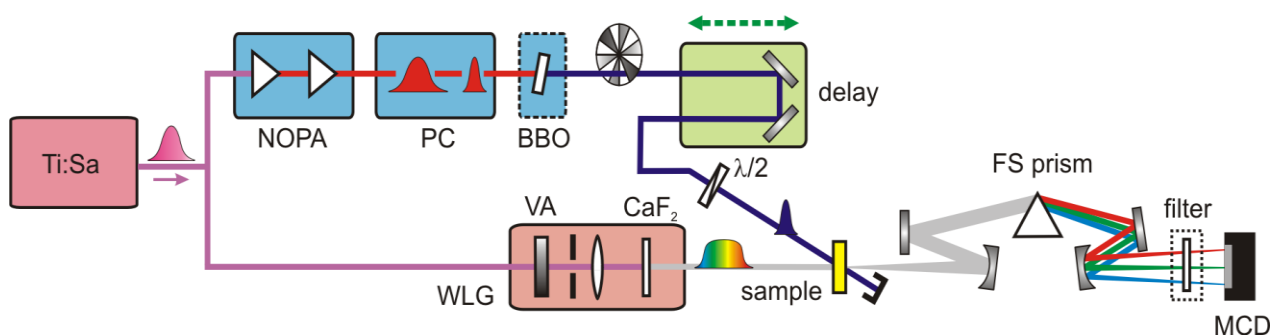 Ti:Sa
NOPA
PC
BBO
delay
λ/2
VA
CaF₂
WLG
sample
FS prism
filter
MCD